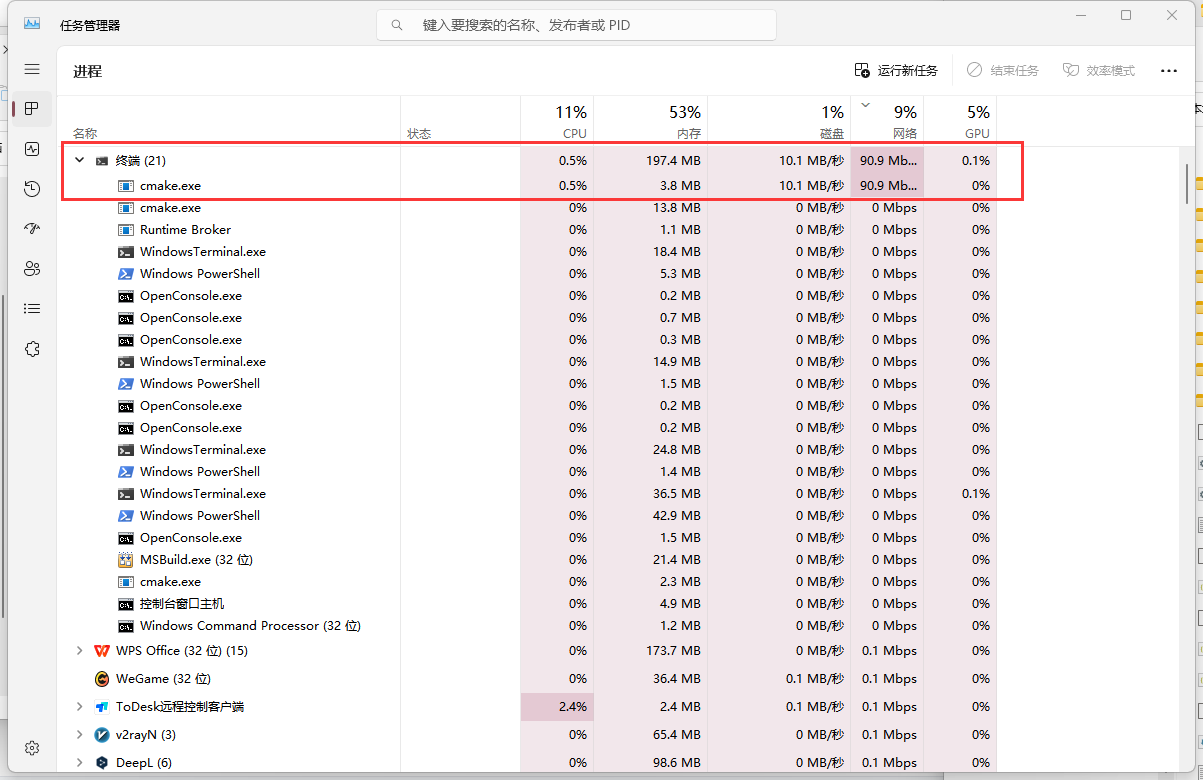 任务管理器
键入要搜索的名称、发布者或 PID
进程
运行新任务 结束任务 效率模式
11% 53% 1% 9% 5%
名称 状态 CPU 内存 磁盘 网络 GPU
终端 (21) 0.5% 197.4 MB 10.1 MB/秒 90.9 Mb... 0.1%
cmake.exe 0.5% 3.8 MB 10.1 MB/秒 90.9 Mb... 0%
cmake.exe 0% 13.8 MB 0 MB/秒 0 Mbps 0%
Runtime Broker 0% 1.1 MB 0 MB/秒 0 Mbps 0%
WindowsTerminal.exe 0% 18.4 MB 0 MB/秒 0 Mbps 0%
Windows PowerShell 0% 5.3 MB 0 MB/秒 0 Mbps 0%
OpenConsole.exe 0% 0.2 MB 0 MB/秒 0 Mbps 0%
OpenConsole.exe 0% 0.7 MB 0 MB/秒 0 Mbps 0%
OpenConsole.exe 0% 0.3 MB 0 MB/秒 0 Mbps 0%
WindowsTerminal.exe 0% 14.9 MB 0 MB/秒 0 Mbps 0%
Windows PowerShell 0% 1.5 MB 0 MB/秒 0 Mbps 0%
OpenConsole.exe 0% 0.2 MB 0 MB/秒 0 Mbps 0%
OpenConsole.exe 0% 0.2 MB 0 MB/秒 0 Mbps 0%
WindowsTerminal.exe 0% 24.8 MB 0 MB/秒 0 Mbps 0%
Windows PowerShell 0% 1.4 MB 0 MB/秒 0 Mbps 0%
WindowsTerminal.exe 0% 36.5 MB 0 MB/秒 0 Mbps 0.1%
Windows PowerShell 0% 42.9 MB 0 MB/秒 0 Mbps 0%
OpenConsole.exe 0% 1.5 MB 0 MB/秒 0 Mbps 0%
MSBuild.exe (32 位) 0% 21.4 MB 0 MB/秒 0 Mbps 0%
cmake.exe 0% 2.3 MB 0 MB/秒 0 Mbps 0%
控制台窗口主机 0% 4.9 MB 0 MB/秒 0 Mbps 0%
Windows Command Processor (32 位) 0% 1.2 MB 0 MB/秒 0 Mbps 0%
WPS Office (32 位) (15) 0% 173.7 MB 0 MB/秒 0.1 Mbps 0%
WeGame (32 位) 0% 36.4 MB 0.1 MB/秒 0.1 Mbps 0%
ToDesk远程控制客户端 2.4% 2.4 MB 0.1 MB/秒 0.1 Mbps 0%
v2rayN (3) 0% 65.4 MB 0 MB/秒 0.1 Mbps 0%
DeepL (6) 0% 98.6 MB 0 MB/秒 0.1 Mbps 0%